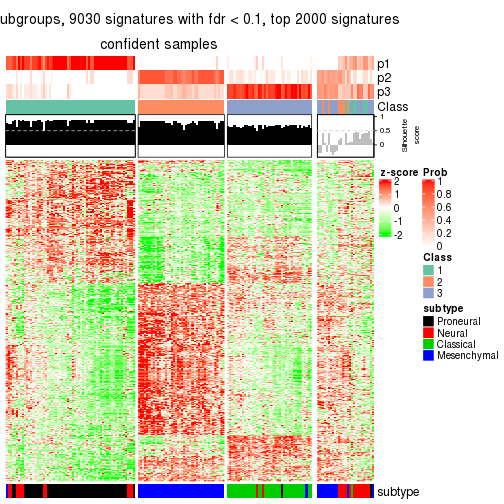 ubgroups, 9030 signatures with fdr < 0.1, top 2000 signatures
confident samples
p1
p2
p3
Class
1
0.5
0
Silhouette
score
z-score
2
1
0
-1
-2
Prob
1
0.8
0.6
0.4
0.2
0
Class
1
2
3
subtype
Proneural
Neural
Classical
Mesenchymal
subtype